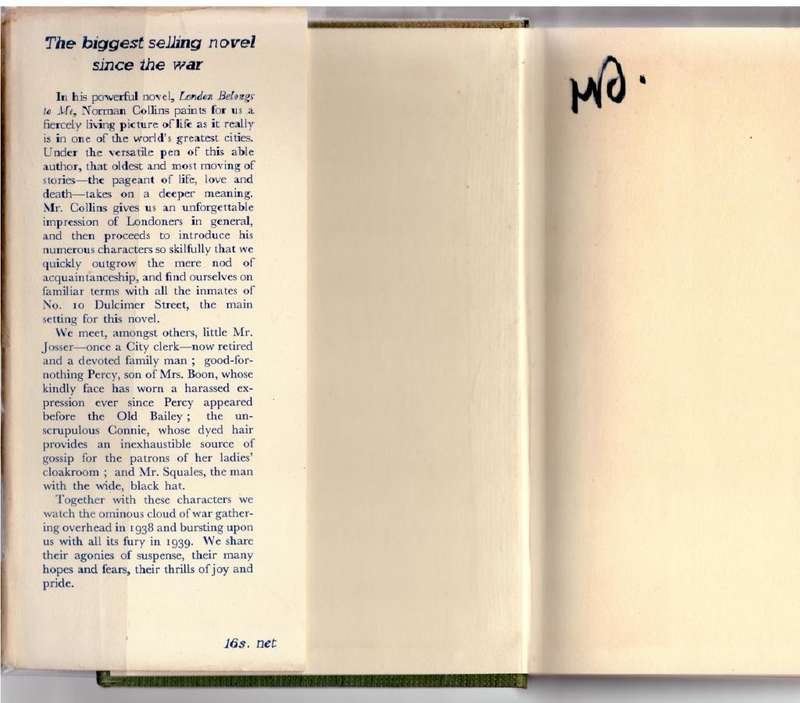 The biggest selling novel
since the war
In his powerful novel, London Belongs
to Me, Norman Collins paints for us a
fiercely living picture of life as it really
is in one of the world's greatest cities.
Under the versatile pen of this able
author, that oldest and most moving of
stories—the pageant of life, love and
death—takes on a deeper meaning.
Mr. Collins gives us an unforgettable
impression of Londoners in general,
and then proceeds to introduce his
numerous characters so skilfully that we
quickly outgrow the mere nod of
acquaintanceship, and find ourselves on
familiar terms with all the inmates of
No. 10 Dulcimer Street, the main
setting for this novel.
We meet, amongst others, little Mr.
Josser—once a City clerk—now retired
and a devoted family man ; good-for-
nothing Percy, son of Mrs. Boon, whose
kindly face has worn a harassed ex-
pression ever since Percy appeared
before the Old Bailey ; the un-
scrupulous Connie, whose dyed hair
provides an inexhaustible source of
gossip for the patrons of her ladies'
cloakroom ; and Mr. Squales, the man
with the wide, black hat.
Together with these characters we
watch the ominous cloud of war gather-
ing overhead in 1938 and bursting upon
us with all its fury in 1939. We share
their agonies of suspense, their many
hopes and fears, their thrills of joy and
pride.
16s. net